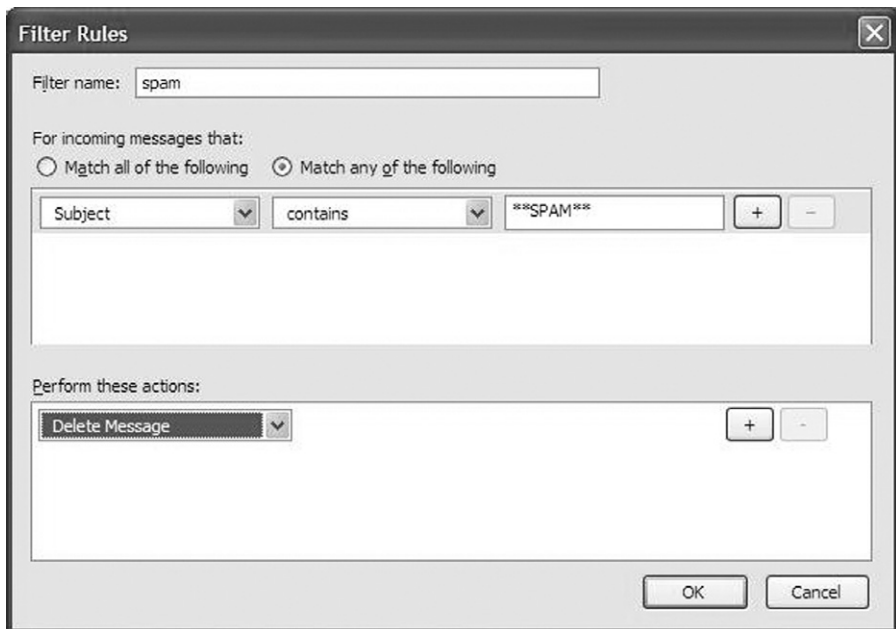 Filter Rules
Filter name: spam
For incoming messages that:
Match all of the following Match any of the following
Subject contains **SPAM** + -
Perform these actions:
Delete Message + -
OK Cancel